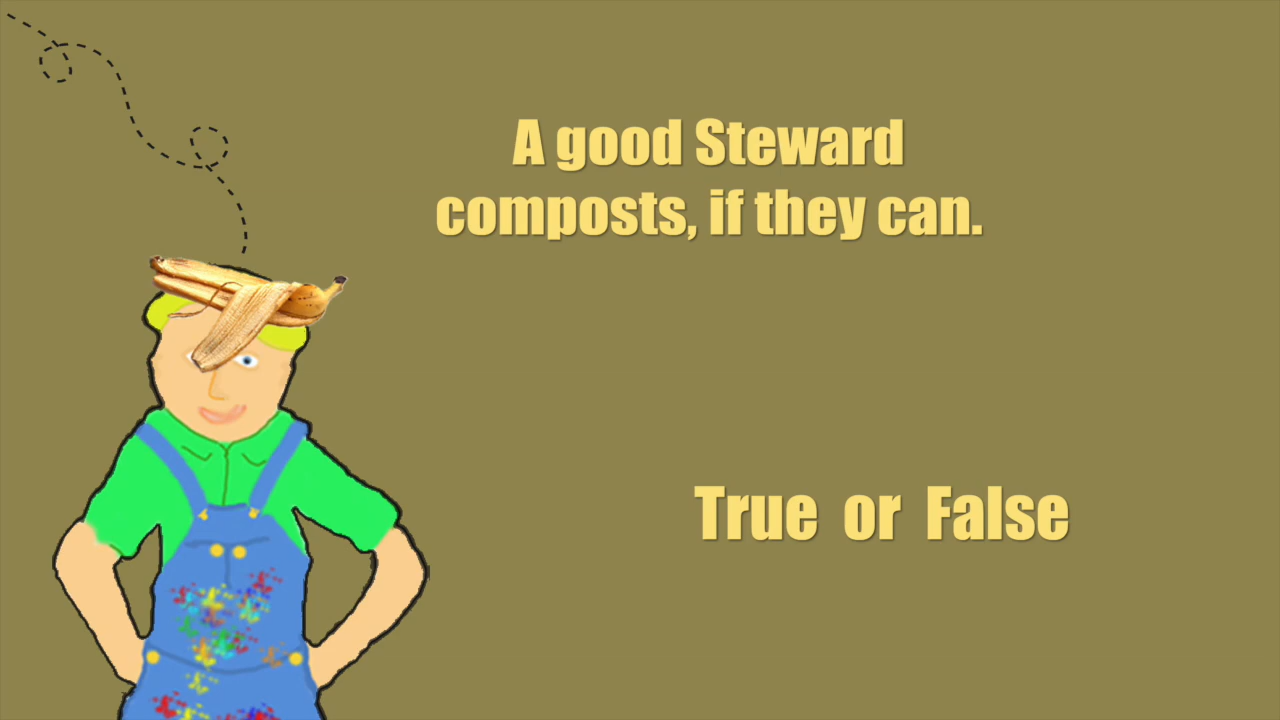 A good Steward
composts, if they can.
True or False